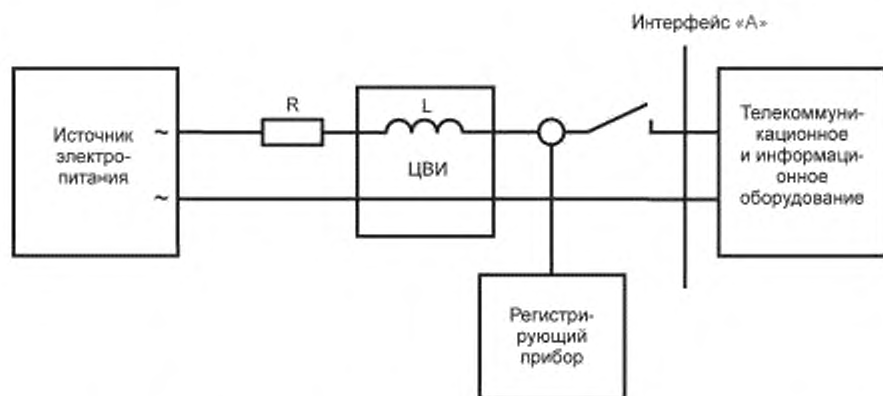 Интерфейс «А»
Источник
электро-
питания
~
~
R
L
ЦВИ
Телекоммуни-
кационное
и информаци-
онное
оборудование
Регистри-
рующий
прибор